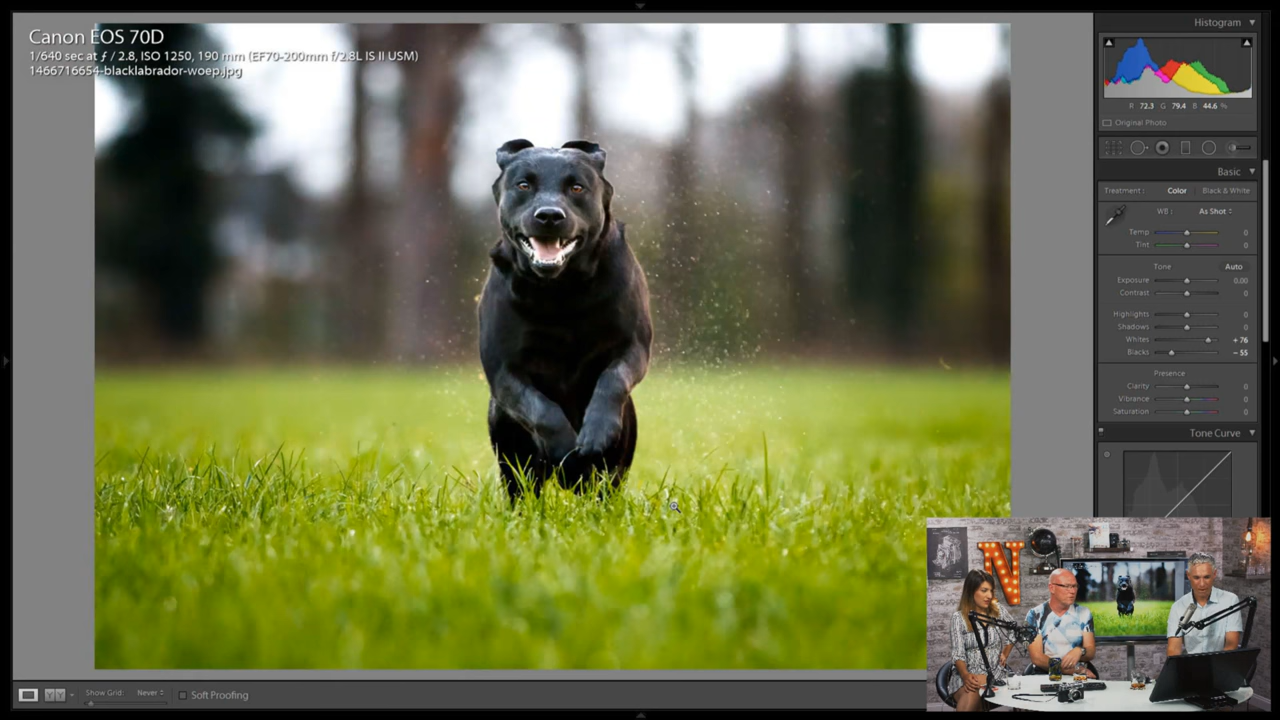 Canon EOS 70D
1/640 sec at ƒ / 2.8, ISO 1250, 190 mm (EF70-200mm f/2.8L IS II USM)
1466716654-blacklabrador-woep.jpg
Histogram
R 72.3 G 79.4 B 44.6 %
Original Photo
Basic
Treatment : Color Black & White
WB : As Shot
Temp 0
Tint 0
Tone Auto
Exposure 0.00
Contrast 0
Highlights 0
Shadows 0
Whites + 76
Blacks − 55
Presence
Clarity 0
Vibrance 0
Saturation 0
Tone Curve
N
Show Grid: Never
Soft Proofing